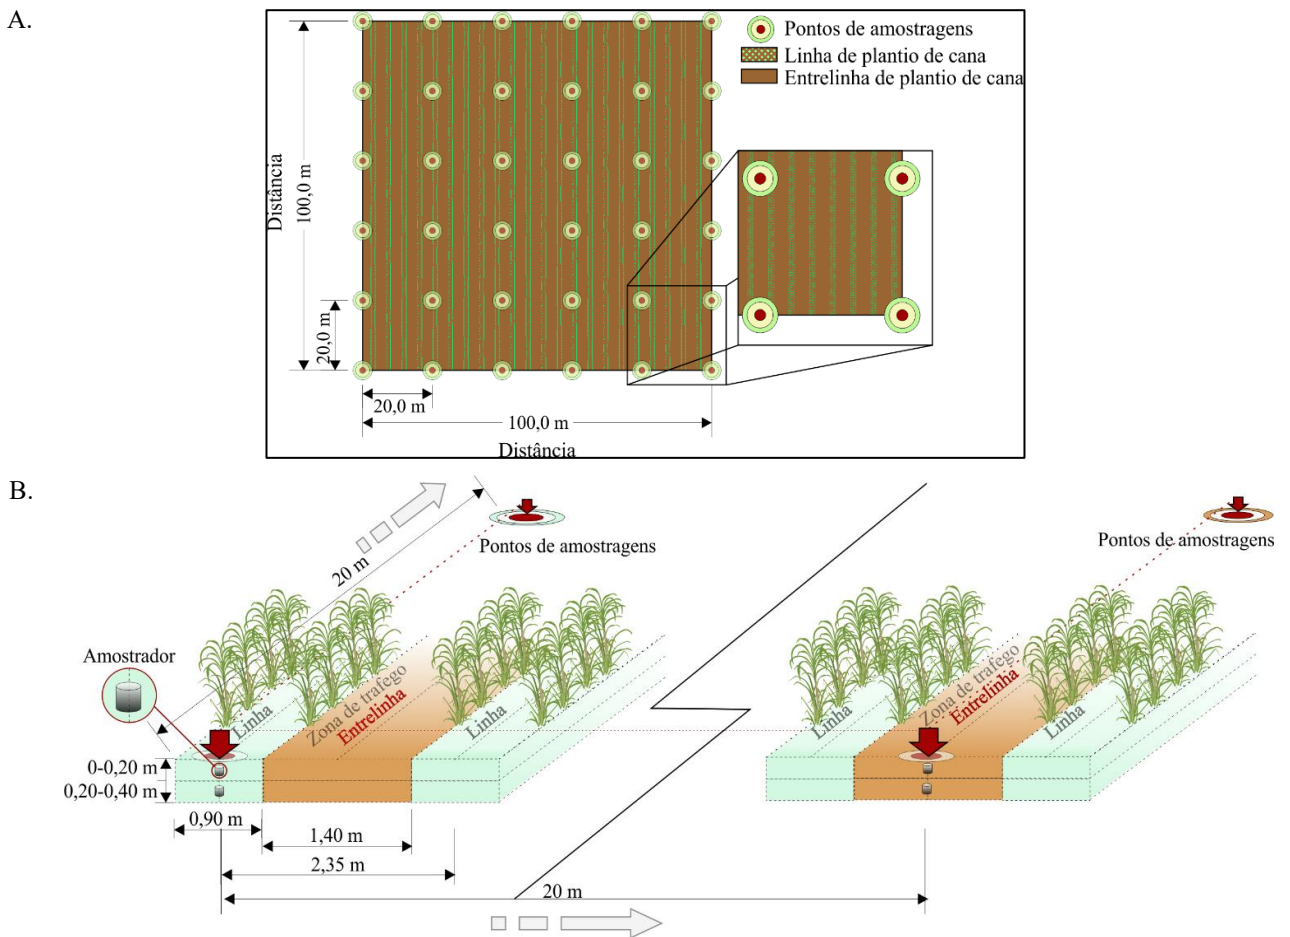 A.
Pontos de amostragens
Linha de plantio de cana
Entrelinha de plantio de cana
Distância
100,0 m
20,0 m
20,0 m
100,0 m
Distância
B.
20 m
Pontos de amostragens
Pontos de amostragens
Amostrador
Linha
Zona de trafego
Entrelinha
Linha
Linha
Zona de trafego
Entrelinha
Linha
0-0,20 m
0,20-0,40 m
0,90 m
1,40 m
2,35 m
20 m